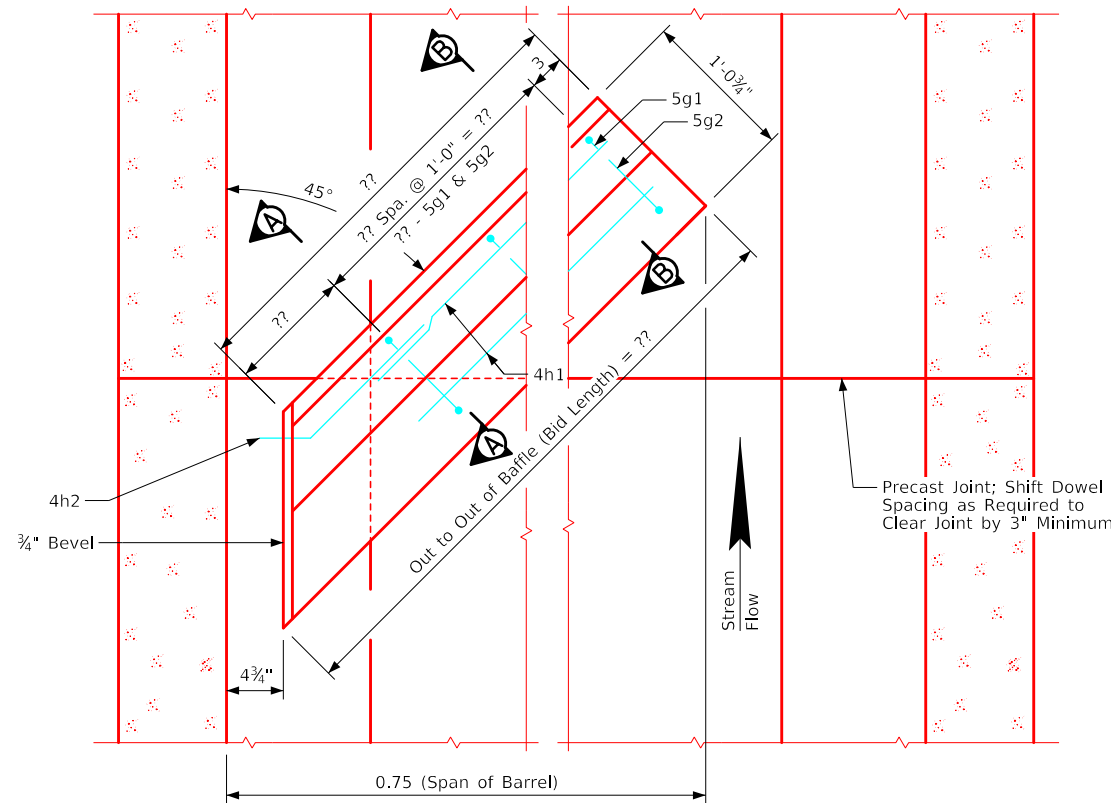 B
3
1'-0¾"
5g1
5g2
??
?? Spa. @ 1'-0" = ??
?? - 5g1 & 5g2
45°
A
B
??
4h1
A
Out to Out of Baffle (Bid Length) = ??
4h2
¾" Bevel
Precast Joint; Shift Dowel
Spacing as Required to
Clear Joint by 3" Minimum
Stream
Flow
4¾"
0.75 (Span of Barrel)